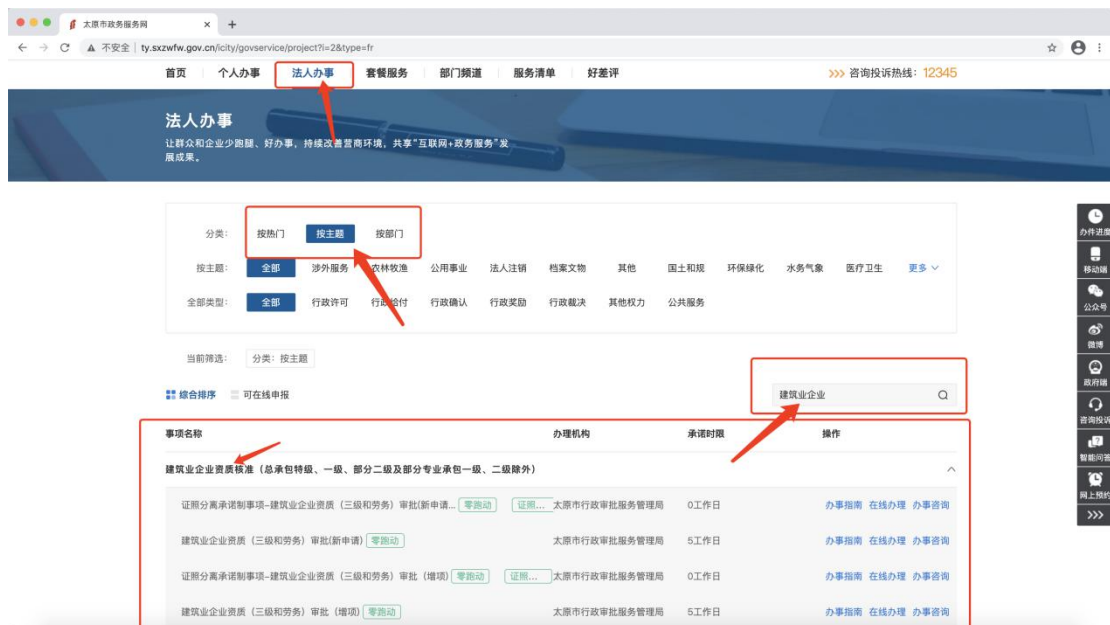 太原市政务服务网
不安全 ty.sxzwfw.gov.cn/icity/govservice/project?i=2&type=fr
首页 个人办事 法人办事 套餐服务 部门频道 服务清单 好差评 >>> 咨询投诉热线：12345
法人办事
让群众和企业少跑腿、好办事，持续改善营商环境，共享“互联网+政务服务”发
展成果。
分类： 按热门 按主题 按部门
按主题： 全部 涉外服务 农林牧渔 公用事业 法人注销 档案文物 其他 国土和规 环保绿化 水务气象 医疗卫生 更多
全部类型： 全部 行政许可 行政给付 行政确认 行政奖励 行政裁决 其他权力 公共服务
当前筛选： 分类：按主题
综合排序 可在线申报 建筑业企业
事项名称 办理机构 承诺时限 操作
建筑业企业资质核准（总承包特级、一级、部分二级及部分专业承包一级、二级除外）
证照分离承诺制事项-建筑业企业资质（三级和劳务）审批(新申请... 零跑动 证照... 太原市行政审批服务管理局 0工作日 办事指南 在线办理 办事咨询
建筑业企业资质（三级和劳务）审批(新申请) 零跑动 太原市行政审批服务管理局 5工作日 办事指南 在线办理 办事咨询
证照分离承诺制事项-建筑业企业资质（三级和劳务）审批（增项) 零跑动 证照... 太原市行政审批服务管理局 0工作日 办事指南 在线办理 办事咨询
建筑业企业资质（三级和劳务）审批（增项) 零跑动 太原市行政审批服务管理局 5工作日 办事指南 在线办理 办事咨询
办件进度
移动端
公众号
微博
政府端
咨询投诉
智能问答
网上预约
>>>